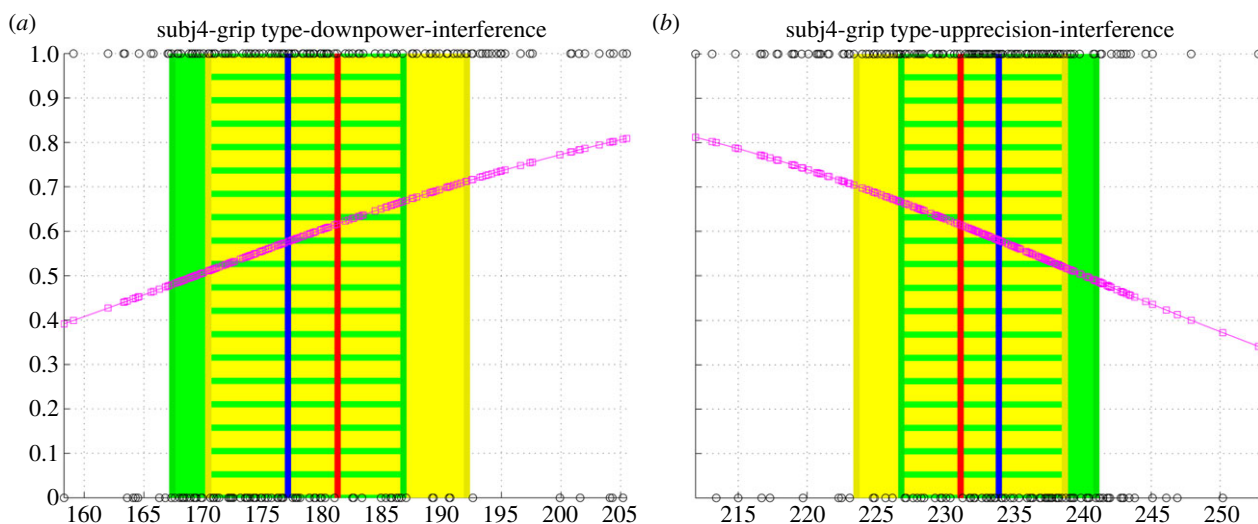 (a)
subj4-grip type-downpower-interference
1.0
0.9
0.8
0.7
0.6
0.5
0.4
0.3
0.2
0.1
0
160 165 170 175 180 185 190 195 200 205
(b)
subj4-grip type-upprecision-interference
215 220 225 230 235 240 245 250